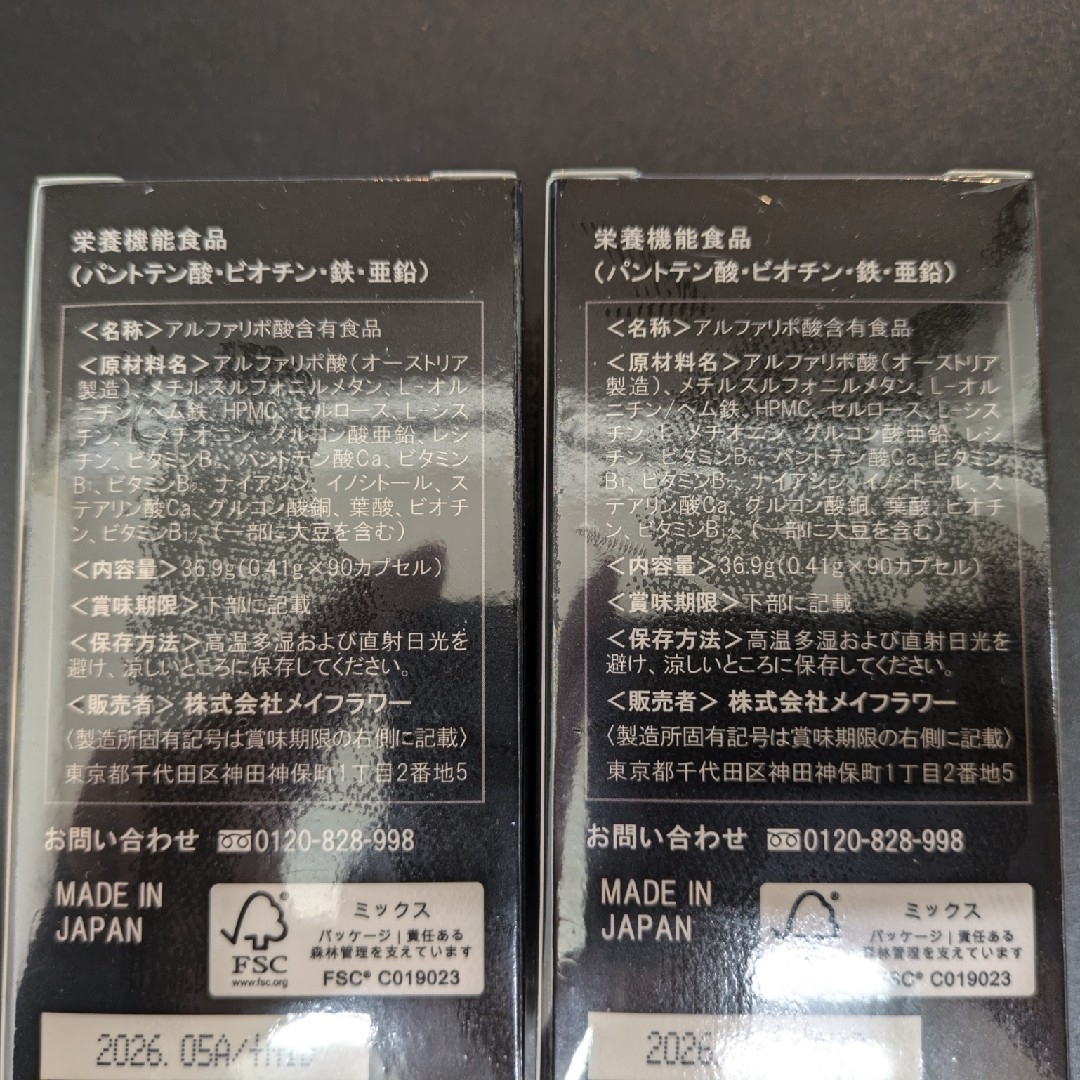 栄養機能食品
(パントテン酸・ビオチン・鉄・亜鉛)
<名称>アルファリポ酸含有食品
<原材料名>アルファリポ酸(オーストリア
製造)、メチルスルフォニルメタン、L-オル
ニチン/ヘム鉄、HPMC、セルロース、L-シス
チン、L-メチオニン、グルコン酸亜鉛、レシ
チン、ビタミンB₆、パントテン酸Ca、ビタミン
B₁、ビタミンB₂、ナイアシン、イノシトール、ス
テアリン酸Ca、グルコン酸銅、葉酸、ビオチ
ン、ビタミンB₁₂、(一部に大豆を含む)
<内容量>36.9g(0.41g×90カプセル)
<賞味期限>下部に記載
<保存方法>高温多湿および直射日光を
避け、涼しいところに保存してください。
<販売者> 株式会社メイフラワー
〈製造所固有記号は賞味期限の右側に記載〉
東京都千代田区神田神保町1丁目2番地5
お問い合わせ 0120-828-998
MADE IN
JAPAN
FSC
www.fsc.org
ミックス
パッケージ|責任ある
森林管理を支えています
FSC® C019023
2026.05A/
栄養機能食品
(パントテン酸・ビオチン・鉄・亜鉛)
<名称>アルファリポ酸含有食品
<原材料名>アルファリポ酸(オーストリア
製造)、メチルスルフォニルメタン、L-オル
ニチン/ヘム鉄、HPMC、セルロース、L-シス
チン、L-メチオニン、グルコン酸亜鉛、レシ
チン、ビタミンB₆、パントテン酸Ca、ビタミン
B₁、ビタミンB₂、ナイアシン、イノシトール、ス
テアリン酸Ca、グルコン酸銅、葉酸、ビオチ
ン、ビタミンB₁₂、(一部に大豆を含む)
<内容量>36.9g(0.41g×90カプセル)
<賞味期限>下部に記載
<保存方法>高温多湿および直射日光を
避け、涼しいところに保存してください。
<販売者> 株式会社メイフラワー
〈製造所固有記号は賞味期限の右側に記載〉
東京都千代田区神田神保町1丁目2番地5
お問い合わせ 0120-828-998
MADE IN
JAPAN
ミックス
パッケージ|責任ある
森林管理を支えています
FSC® C019023
2026